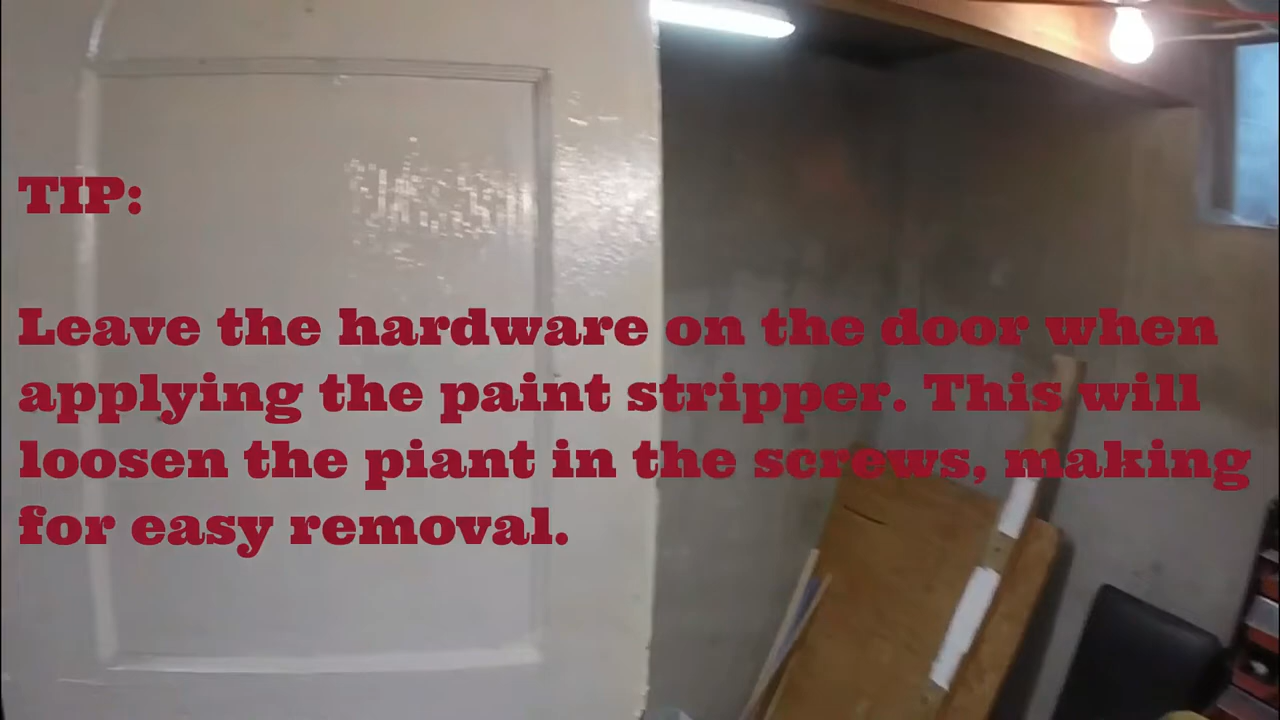 TIP:
Leave the hardware on the door when
applying the paint stripper. This will
loosen the piant in the screws, making
for easy removal.